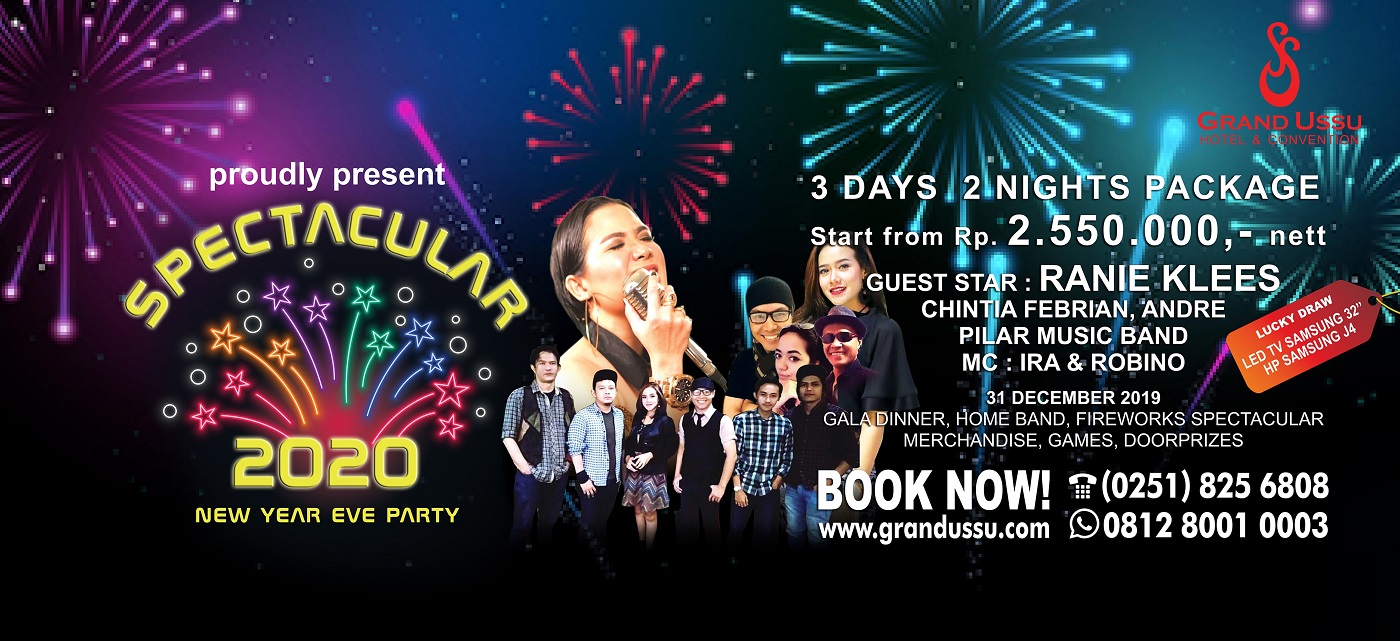 proudly present
SPECTACULAR
2020
NEW YEAR EVE PARTY
GRAND USSU
HOTEL & CONVENTION
3 DAYS 2 NIGHTS PACKAGE
Start from Rp. 2.550.000,- nett
GUEST STAR : RANIE KLEES
CHINTIA FEBRIAN, ANDRE
PILAR MUSIC BAND
MC : IRA & ROBINO
LUCKY DRAW
LED TV SAMSUNG 32"
HP SAMSUNG J4
31 DECEMBER 2019
GALA DINNER, HOME BAND, FIREWORKS SPECTACULAR
MERCHANDISE, GAMES, DOORPRIZES
BOOK NOW! (0251) 825 6808
www.grandussu.com 0812 8001 0003